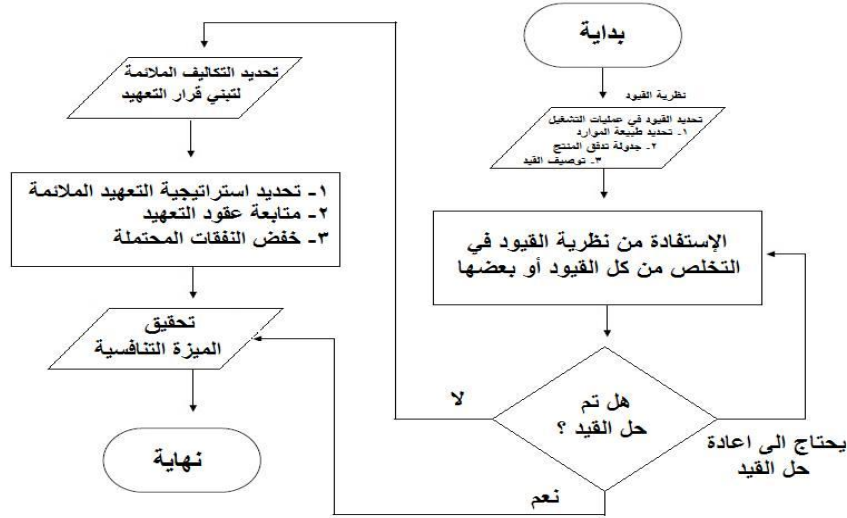 بداية
نظرية القيود
تحديد القيود في عمليات التشغيل
١- تحديد طبيعة الموارد
٢- جدولة تدفق المنتج
٣- توصيف القيد
الإستفادة من نظرية القيود في
التخلص من كل القيود أو بعضها
هل تم
حل القيد ؟
يحتاج الى اعادة
حل القيد
لا
نعم
تحديد التكاليف الملائمة
لتبني قرار التعهيد
١- تحديد استراتيجية التعهيد الملائمة
٢- متابعة عقود التعهيد
٣- خفض النفقات المحتملة
تحقيق
الميزة التنافسية
نهاية